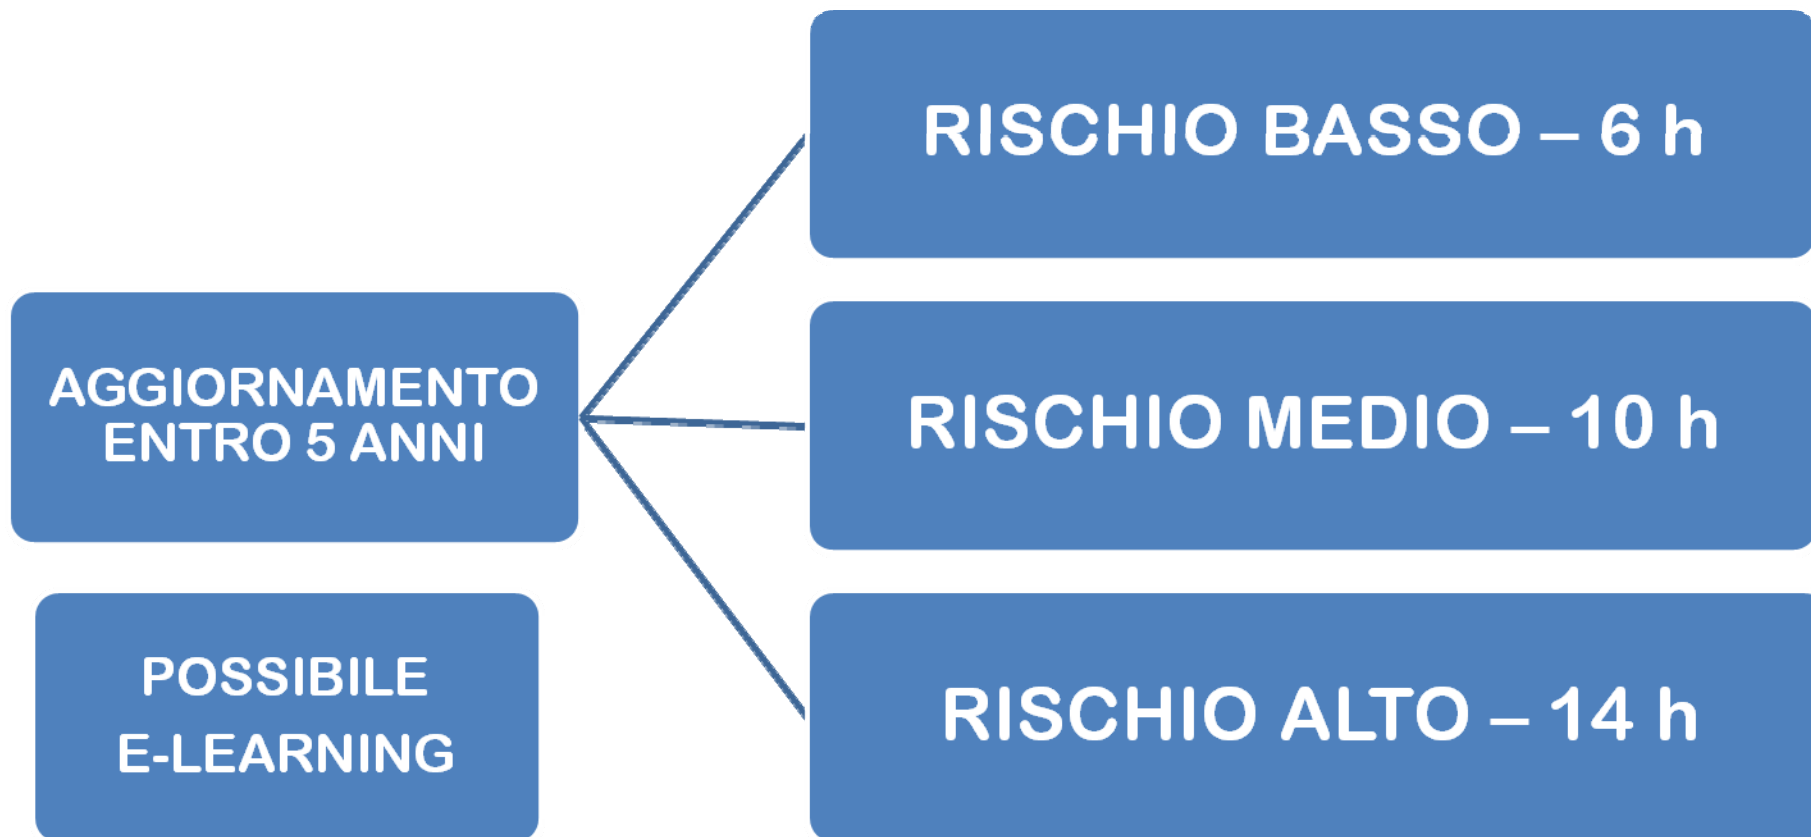 AGGIORNAMENTO
ENTRO 5 ANNI
POSSIBILE
E-LEARNING
RISCHIO BASSO – 6 h
RISCHIO MEDIO – 10 h
RISCHIO ALTO – 14 h